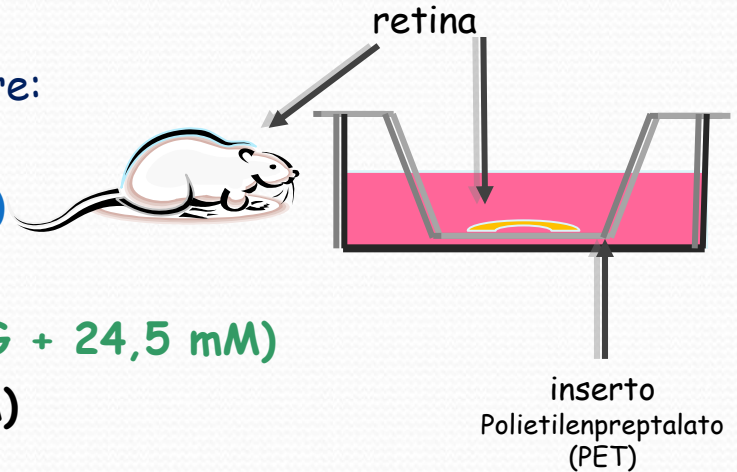 retina
re:
)
G + 24,5 mM)
)
inserto
Polietilenpreptalato
(PET)